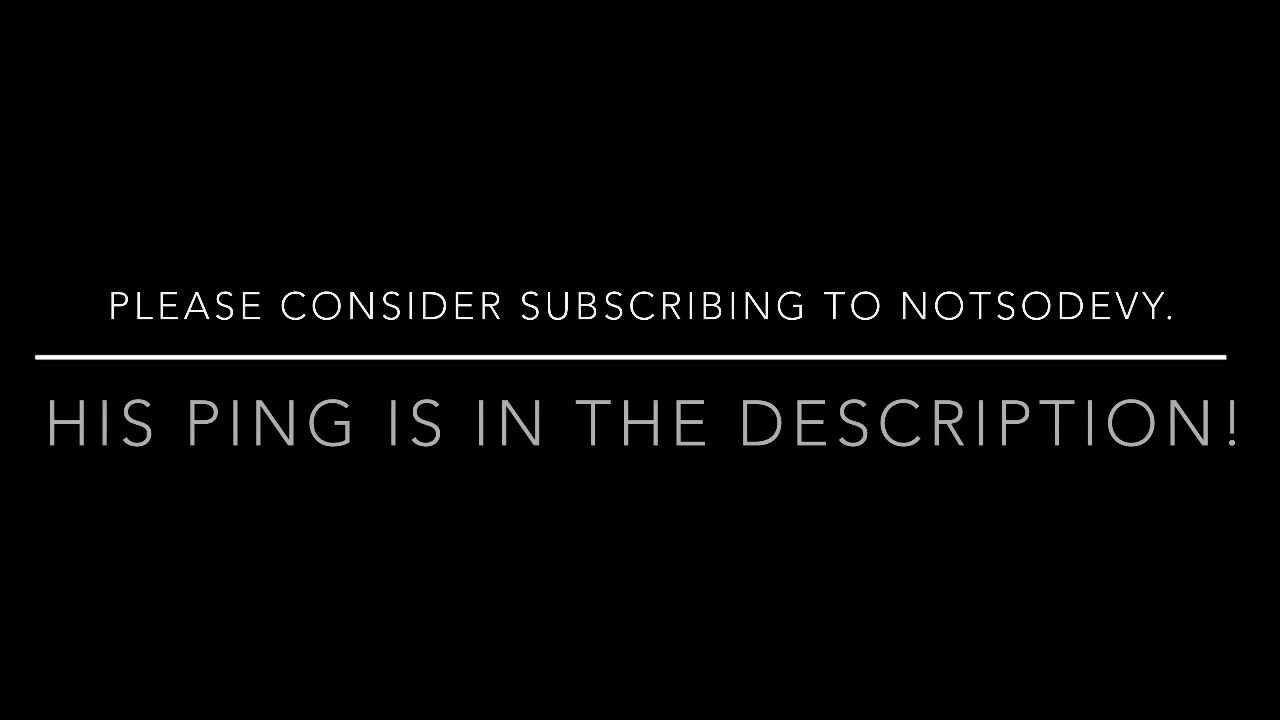 PLEASE CONSIDER SUBSCRIBING TO NOTSODEVY.
HIS PING IS IN THE DESCRIPTION!